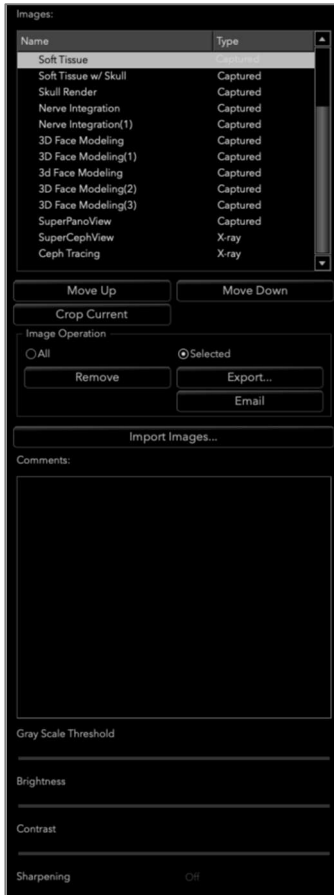 Images:
Name Type
Soft Tissue Captured
Soft Tissue w/ Skull Captured
Skull Render Captured
Nerve Integration Captured
Nerve Integration(1) Captured
3D Face Modeling Captured
3D Face Modeling(1) Captured
3d Face Modeling Captured
3D Face Modeling(2) Captured
3D Face Modeling(3) Captured
SuperPanoView Captured
SuperCephView X-ray
Ceph Tracing X-ray
Move Up Move Down
Crop Current
Image Operation
All Selected
Remove Export...
Email
Import Images...
Comments:
Gray Scale Threshold
Brightness
Contrast
Sharpening Off